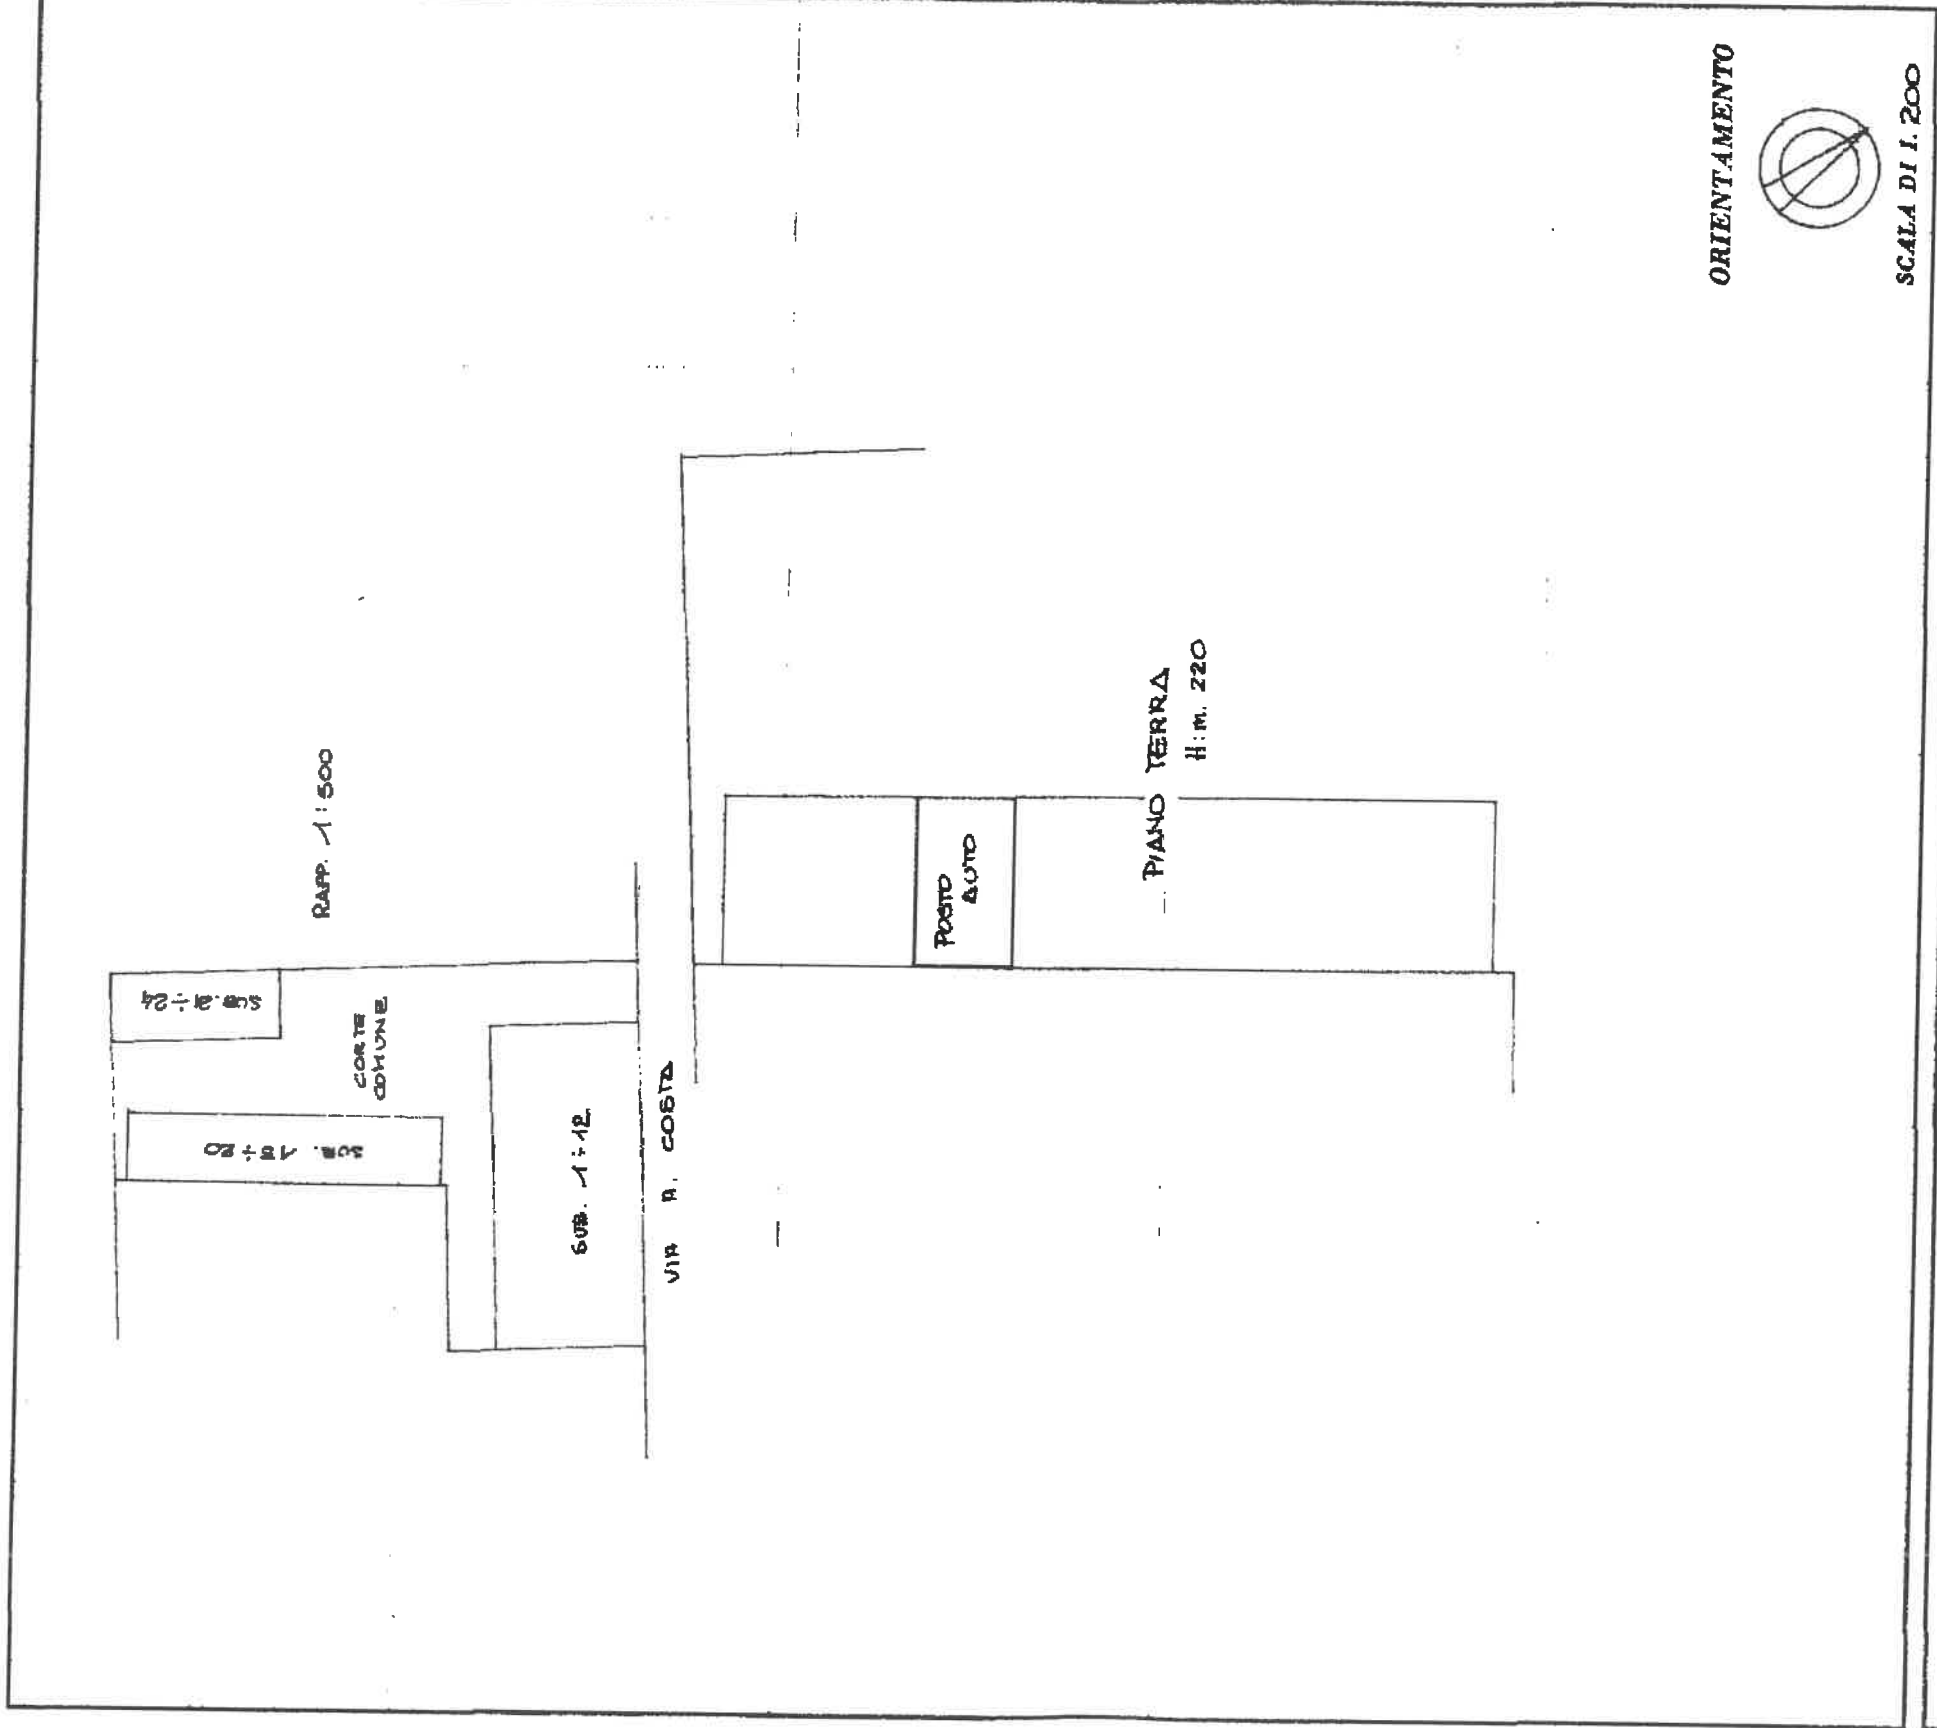 RAPP. 1:500
SUB. 21÷24
CORTE
COMUNE
SUB. 15÷20
SUB. 1÷12
VIA A. COSTA
POSTO
AUTO
PIANO TERRA
H: m. 220
ORIENTAMENTO
SCALA DI 1. 200